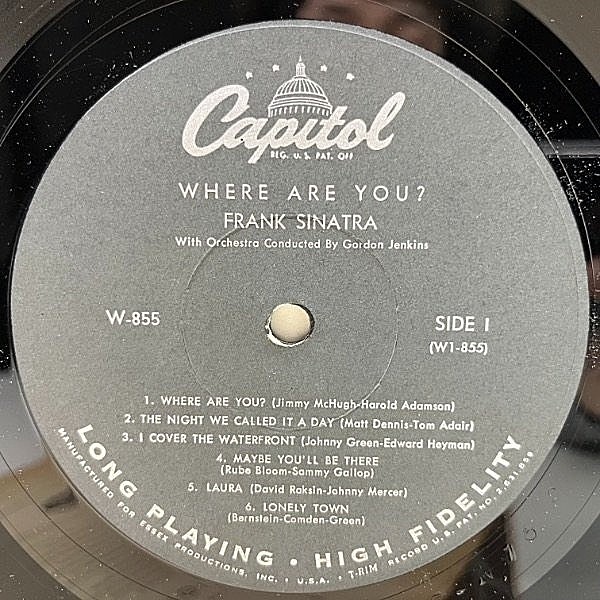 Capitol
REG. U.S. PAT. OFF
WHERE ARE YOU?
FRANK SINATRA
With Orchestra Conducted By Gordon Jenkins
W-855
SIDE 1
(W1-855)
1. WHERE ARE YOU? (Jimmy McHugh-Harold Adamson)
2. THE NIGHT WE CALLED IT A DAY (Matt Dennis-Tom Adair)
3. I COVER THE WATERFRONT (Johnny Green-Edward Heyman)
4. MAYBE YOU'LL BE THERE
(Rube Bloom-Sammy Gallop)
5. LAURA (David Raksin-Johnny Mercer)
6. LONELY TOWN
(Bernstein-Comden-Green)
LONG PLAYING • HIGH FIDELITY
MANUFACTURED FOR ESSEX PRODUCTIONS, INC. • U.S.A. • T-RIM RECORD U.S. PAT. NO. 2,631,859